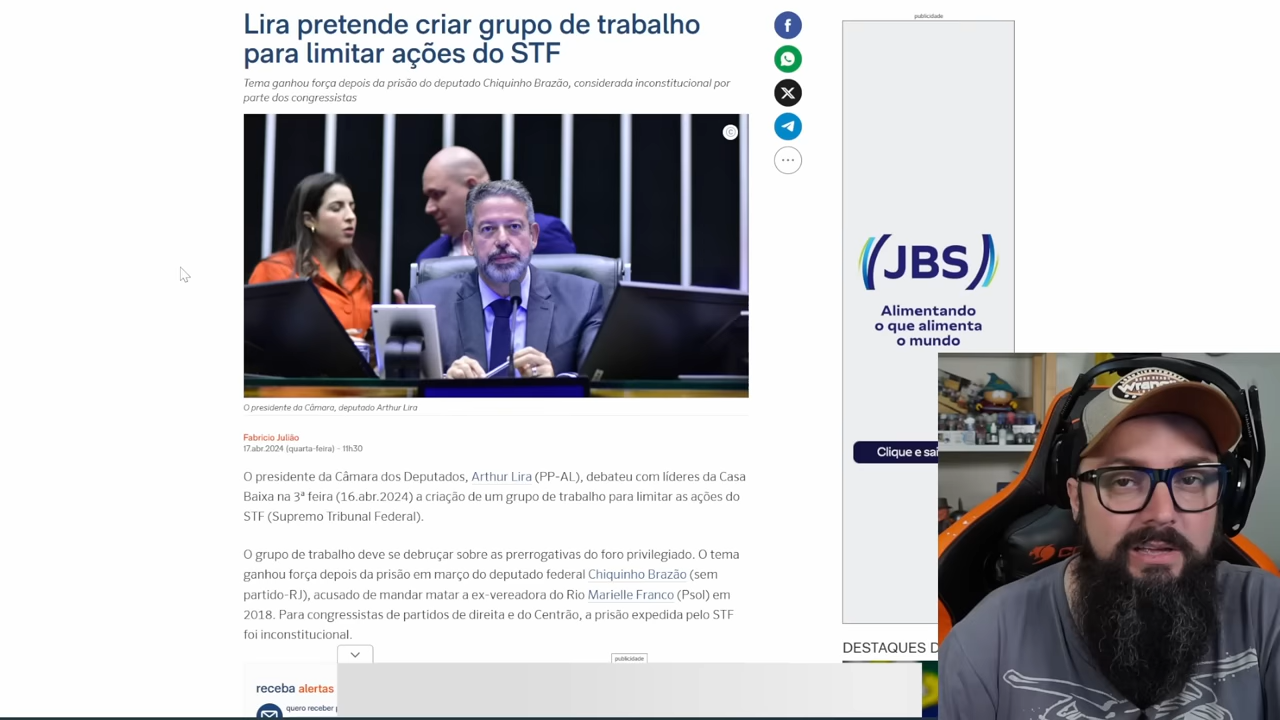 Lira pretende criar grupo de trabalho
para limitar ações do STF
Tema ganhou força depois da prisão do deputado Chiquinho Brazão, considerada inconstitucional por
parte dos congressistas
O presidente da Câmara, deputado Arthur Lira
Fabricio Julião
17.abr.2024 (quarta-feira) - 11h30
O presidente da Câmara dos Deputados, Arthur Lira (PP-AL), debateu com líderes da Casa
Baixa na 3ª feira (16.abr.2024) a criação de um grupo de trabalho para limitar as ações do
STF (Supremo Tribunal Federal).
O grupo de trabalho deve se debruçar sobre as prerrogativas do foro privilegiado. O tema
ganhou força depois da prisão em março do deputado federal Chiquinho Brazão (sem
partido-RJ), acusado de mandar matar a ex-vereadora do Rio Marielle Franco (Psol) em
2018. Para congressistas de partidos de direita e do Centrão, a prisão expedida pelo STF
foi inconstitucional.
publicidade
receba alertas
quero receber
publicidade
JBS
Alimentando
o que alimenta
o mundo
Clique e sai
DESTAQUES D
Wrangler